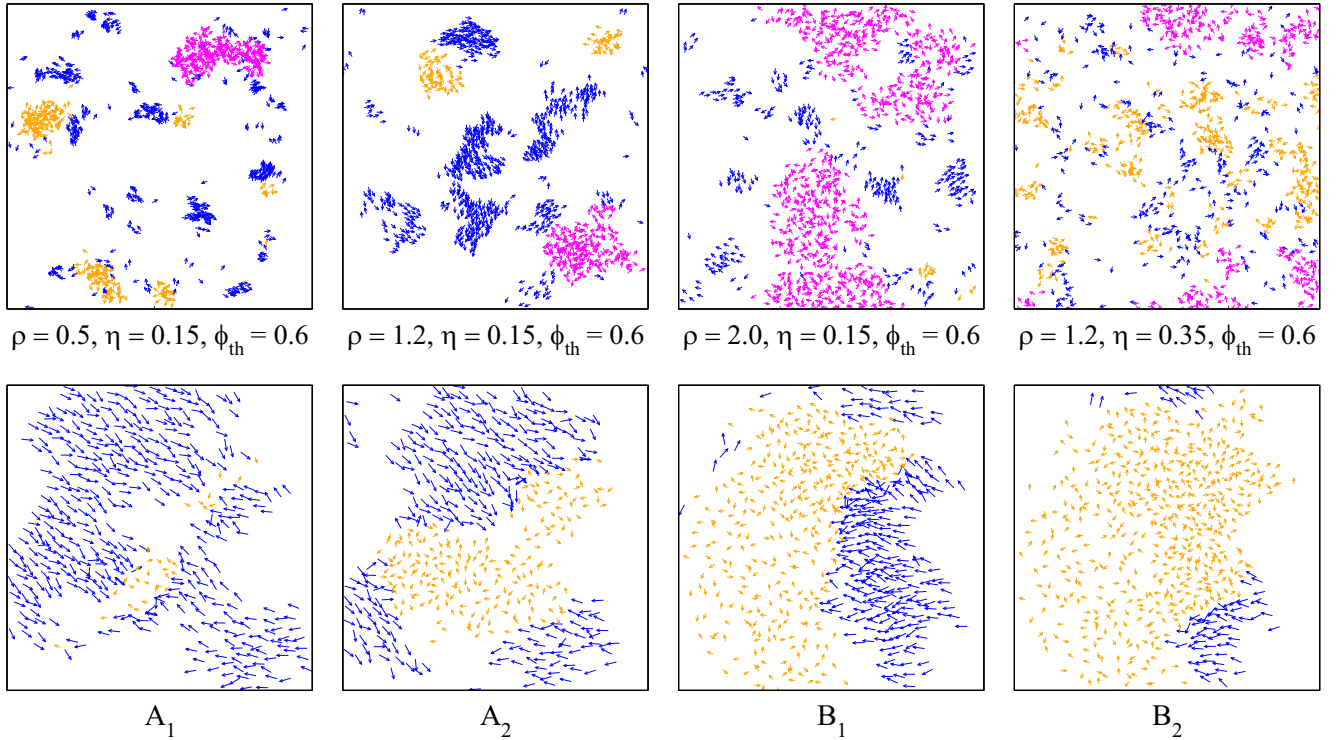 ρ = 0.5, η = 0.15, ϕth = 0.6
ρ = 1.2, η = 0.15, ϕth = 0.6
ρ = 2.0, η = 0.15, ϕth = 0.6
ρ = 1.2, η = 0.35, ϕth = 0.6
A1
A2
B1
B2